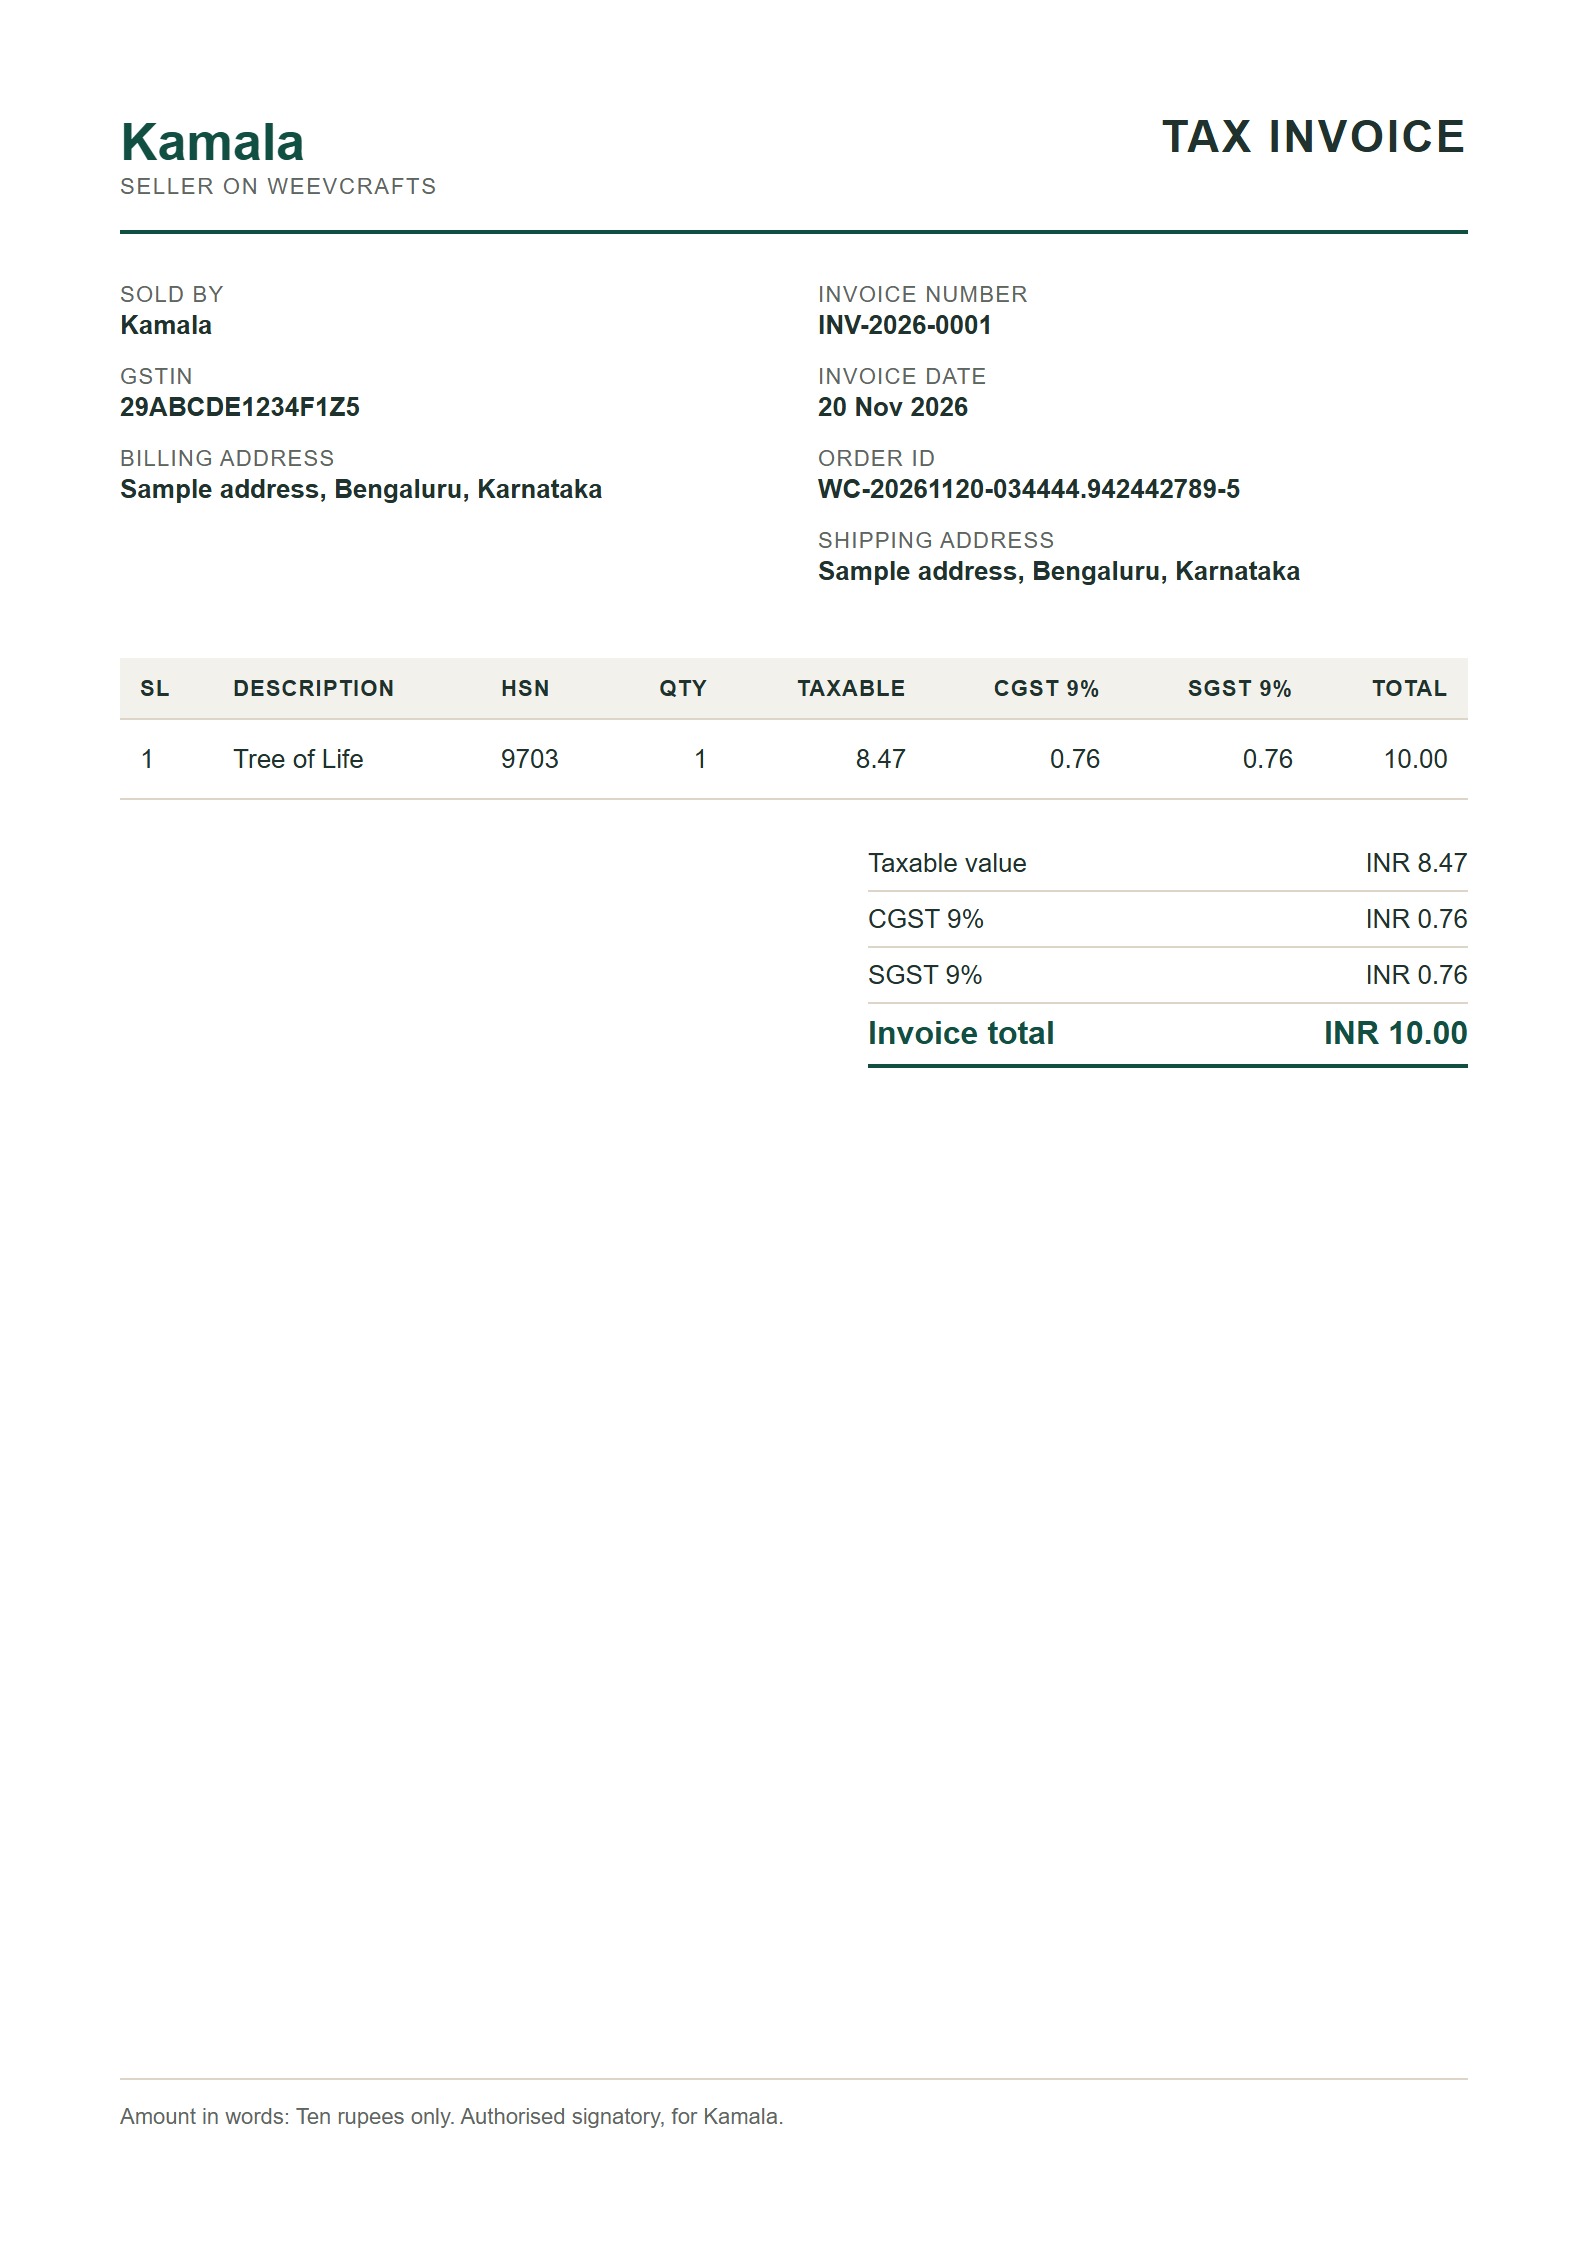 Kamala
SELLER ON WEEVCRAFTS
TAX INVOICE
SOLD BY
Kamala
GSTIN
29ABCDE1234F1Z5
BILLING ADDRESS
Sample address, Bengaluru, Karnataka
INVOICE NUMBER
INV-2026-0001
INVOICE DATE
20 Nov 2026
ORDER ID
WC-20261120-034444.942442789-5
SHIPPING ADDRESS
Sample address, Bengaluru, Karnataka
SL DESCRIPTION HSN QTY TAXABLE CGST 9% SGST 9% TOTAL
1 Tree of Life 9703 1 8.47 0.76 0.76 10.00
Taxable value INR 8.47
CGST 9% INR 0.76
SGST 9% INR 0.76
Invoice total INR 10.00
Amount in words: Ten rupees only. Authorised signatory, for Kamala.